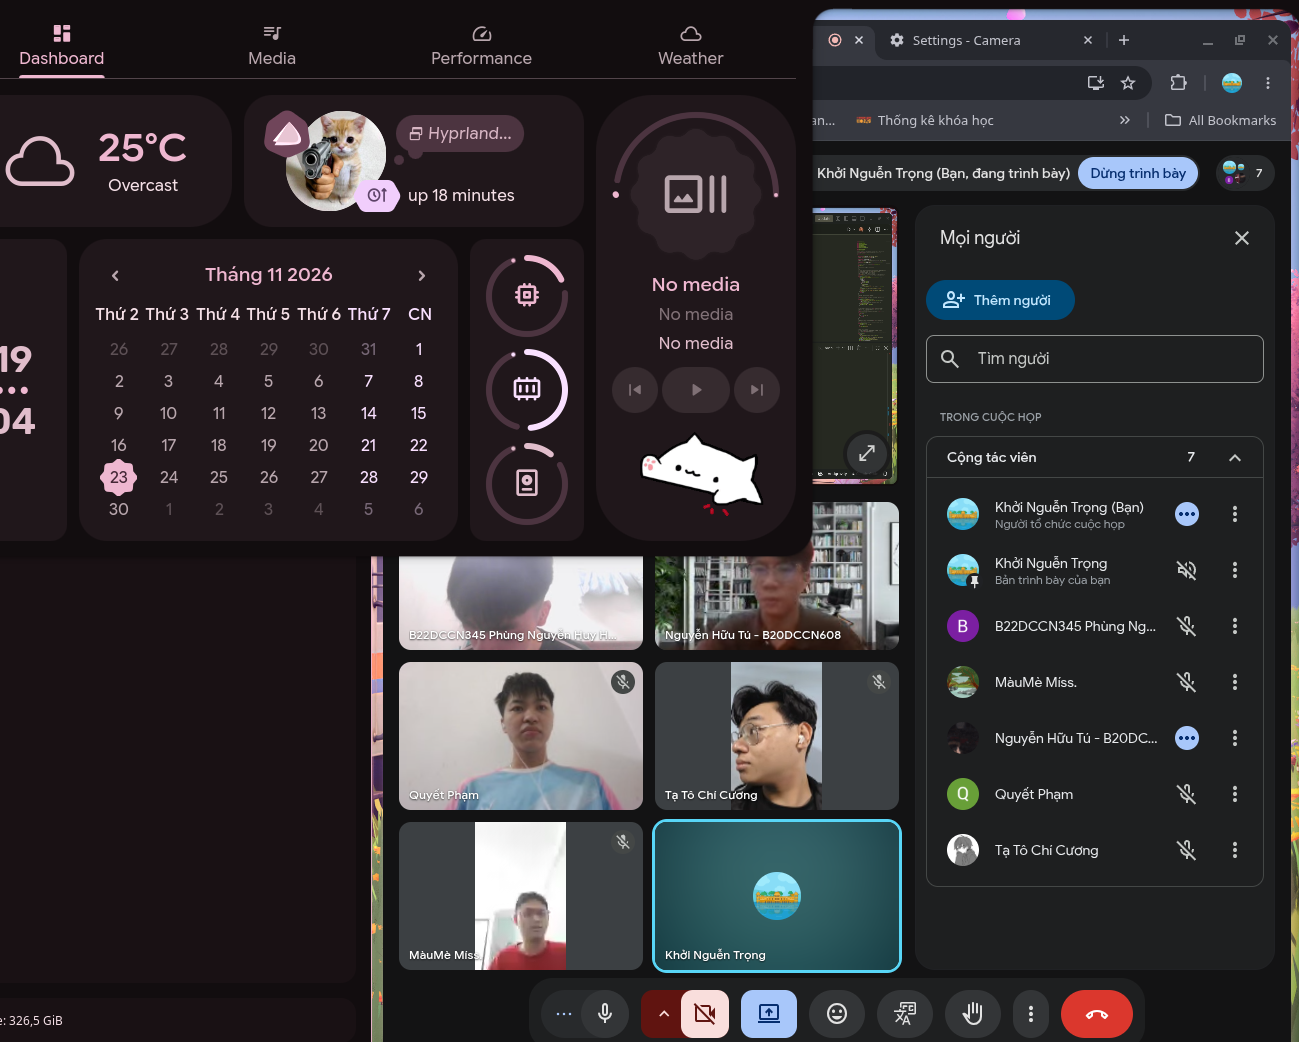 Dashboard
Media
Performance
Weather
25°C
Overcast
Hyprland...
up 18 minutes
19
04
Tháng 11 2026
Thứ 2 Thứ 3 Thứ 4 Thứ 5 Thứ 6 Thứ 7 CN
26 27 28 29 30 31 1
2 3 4 5 6 7 8
9 10 11 12 13 14 15
16 17 18 19 20 21 22
23 24 25 26 27 28 29
30 1 2 3 4 5 6
No media
No media
No media
e: 326,5 GiB
Settings - Camera
an...
Thống kê khóa học
All Bookmarks
Khởi Nguễn Trọng (Bạn, đang trình bày)
Dừng trình bày
7
B22DCCN345 Phùng Nguyễn Huy H...
Nguyễn Hữu Tú - B20DCCN608
Quyết Phạm
Tạ Tô Chí Cương
MàuMè Míss.
Khởi Nguễn Trọng
Mọi người
Thêm người
Tìm người
TRONG CUỘC HỌP
Cộng tác viên
7
Khởi Nguễn Trọng (Bạn)
Người tổ chức cuộc họp
Khởi Nguễn Trọng
Bản trình bày của bạn
B
B22DCCN345 Phùng Ng...
MàuMè Míss.
Nguyễn Hữu Tú - B20DC...
Q
Quyết Phạm
Tạ Tô Chí Cương